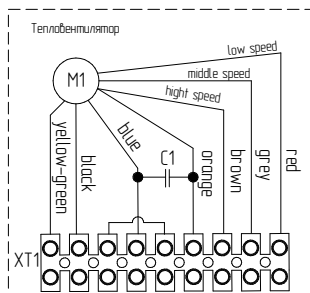 Тепловентилятор
low speed
M1
middle speed
hight speed
yellow-green
black
blue
C1
orange
brown
grey
red
XT1